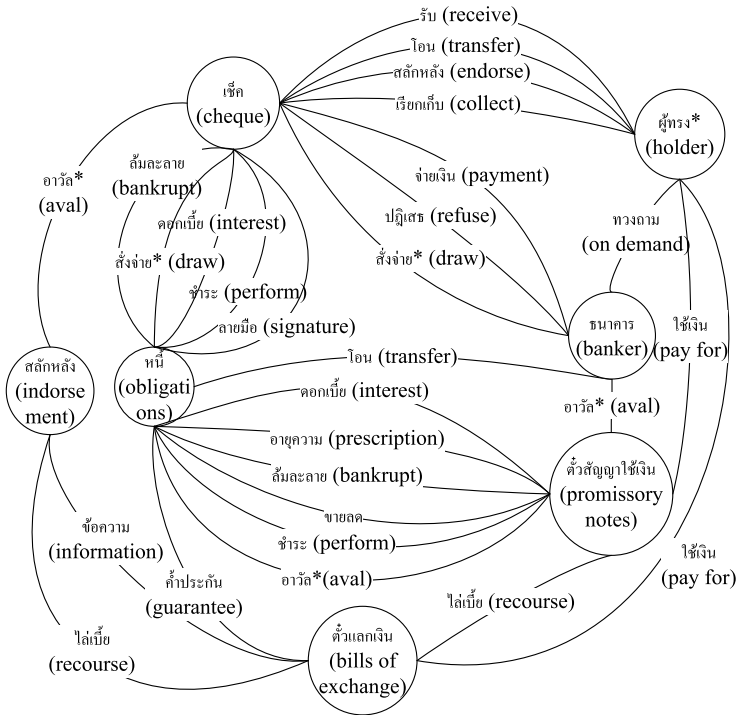 รับ (receive)
โอน (transfer)
สลักหลัง (endorse)
เรียกเก็บ (collect)
เช็ค
(cheque)
ผู้ทรง*
(holder)
อาวัล*
(aval)
ล้มละลาย
(bankrupt)
ดอกเบี้ย (interest)
สั่งจ่าย* (draw)
ชำระ (perform)
ลายมือ (signature)
จ่ายเงิน (payment)
ปฎิเสธ (refuse)
สั่งจ่าย* (draw)
ทวงถาม
(on demand)
ธนาคาร
(banker)
ใช้เงิน
(pay for)
สลักหลัง
(indorse
ment)
หนี้
(obligati
ons)
โอน (transfer)
ดอกเบี้ย (interest)
อาวัล* (aval)
อายุความ (prescription)
ล้มละลาย (bankrupt)
ขายลด
ชำระ (perform)
อาวัล*(aval)
ตั๋วสัญญาใช้เงิน
(promissory
notes)
ข้อความ
(information)
ค้ำประกัน
(guarantee)
ใช้เงิน
(pay for)
ไล่เบี้ย (recourse)
ไล่เบี้ย
(recourse)
ตั๋วแลกเงิน
(bills of
exchange)